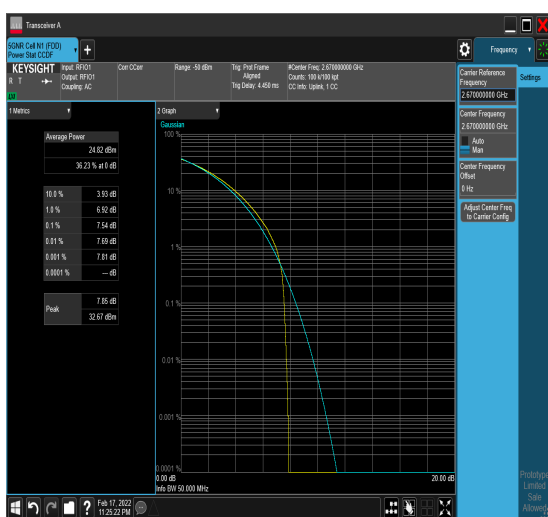 Transceiver A
5GNR Cell N1 (FDD)
Power Stat CCDF
Frequency
KEYSIGHT
R T
Input: RFIO1
Output: RFIO1
Coupling: AC
Corr CCorr
Range: -50 dBm
Trig: Prot Frame
Aligned
Trig Delay: 4.450 ms
#Center Freq: 2.670000000 GHz
Counts: 100 k/100 kpt
CC Info: Uplink, 1 CC
Carrier Reference
Frequency
2.670000000 GHz
Settings
Center Frequency
2.670000000 GHz
Auto
Man
Center Frequency
Offset
0 Hz
Adjust Center Freq
to Carrier Config
1 Metrics
Average Power
24.82 dBm
36.23 % at 0 dB
10.0 % 3.93 dB
1.0 % 6.92 dB
0.1 % 7.54 dB
0.01 % 7.69 dB
0.001 % 7.81 dB
0.0001 % --- dB
Peak
7.85 dB
32.67 dBm
2 Graph
Gaussian
100 %
10 %
1 %
0.1 %
0.01 %
0.001 %
0.0001 %
0.00 dB
20.00 dB
Info BW 50.000 MHz
Prototype
Limited
Sale
Allowed
?
Feb 17, 2022
11:25:22 PM